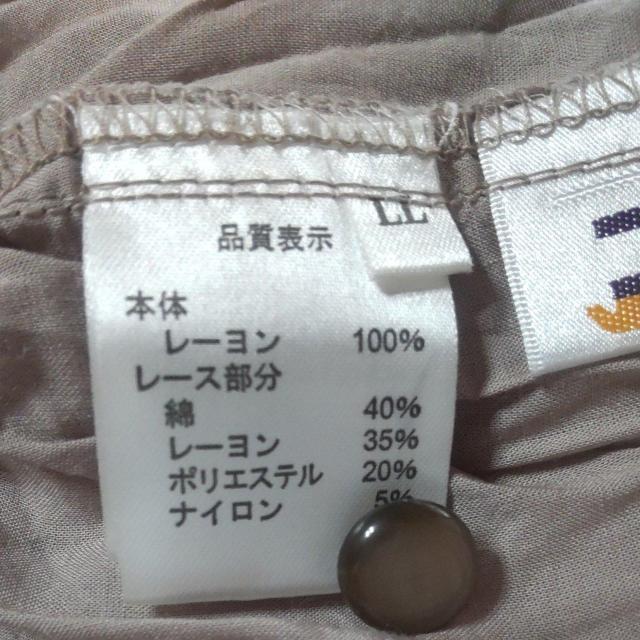 LL
品質表示
本体
レーヨン 100%
レース部分
綿 40%
レーヨン 35%
ポリエステル 20%
ナイロン 5%